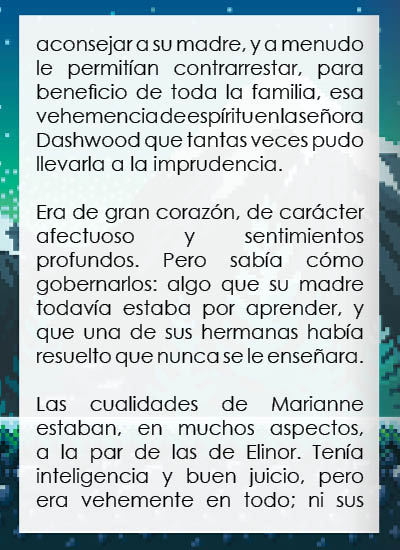 aconsejar a su madre, y a menudo
le permitían contrarrestar, para
beneficio de toda la familia, esa
vehemencia de espíritu en la señora
Dashwood que tantas veces pudo
llevarla a la imprudencia.
Era de gran corazón, de carácter
afectuoso y sentimientos
profundos. Pero sabía cómo
gobernarlos: algo que su madre
todavía estaba por aprender, y
que una de sus hermanas había
resuelto que nunca se le enseñara.
Las cualidades de Marianne
estaban, en muchos aspectos,
a la par de las de Elinor. Tenía
inteligencia y buen juicio, pero
era vehemente en todo; ni sus